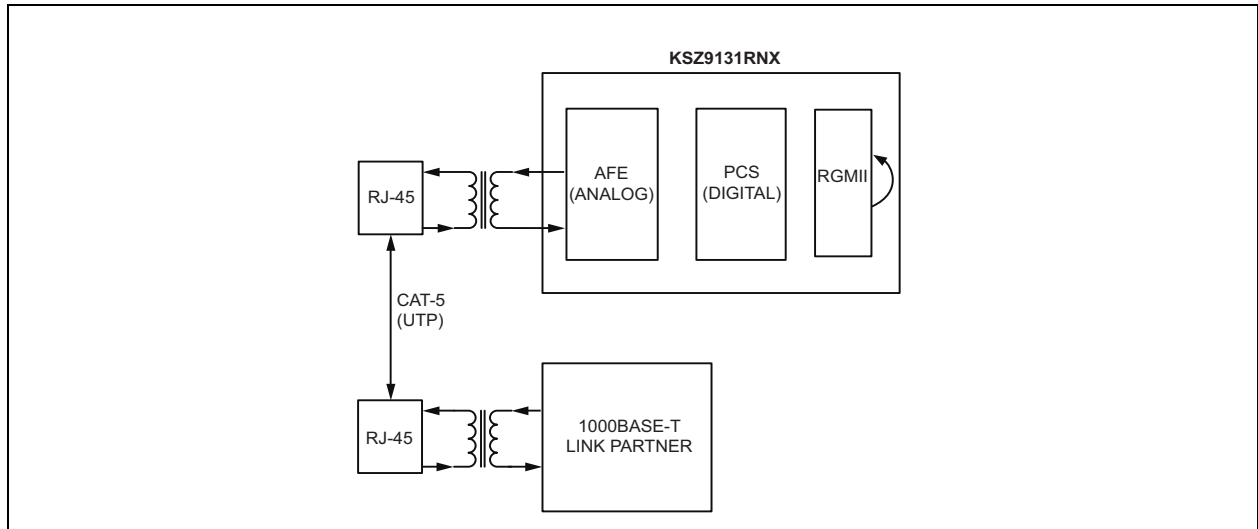 KSZ9131RNX
RJ-45
AFE
(ANALOG)
PCS
(DIGITAL)
RGMII
CAT-5
(UTP)
RJ-45
1000BASE-T
LINK PARTNER